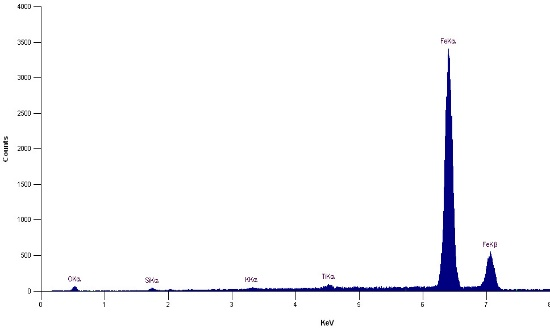 4000
3500
3000
2500
2000
1500
1000
500
0
Counts
OKα
SiKα
KKα
TiKα
FeKα
FeKβ
0 1 2 3 4 5 6 7 8
KeV